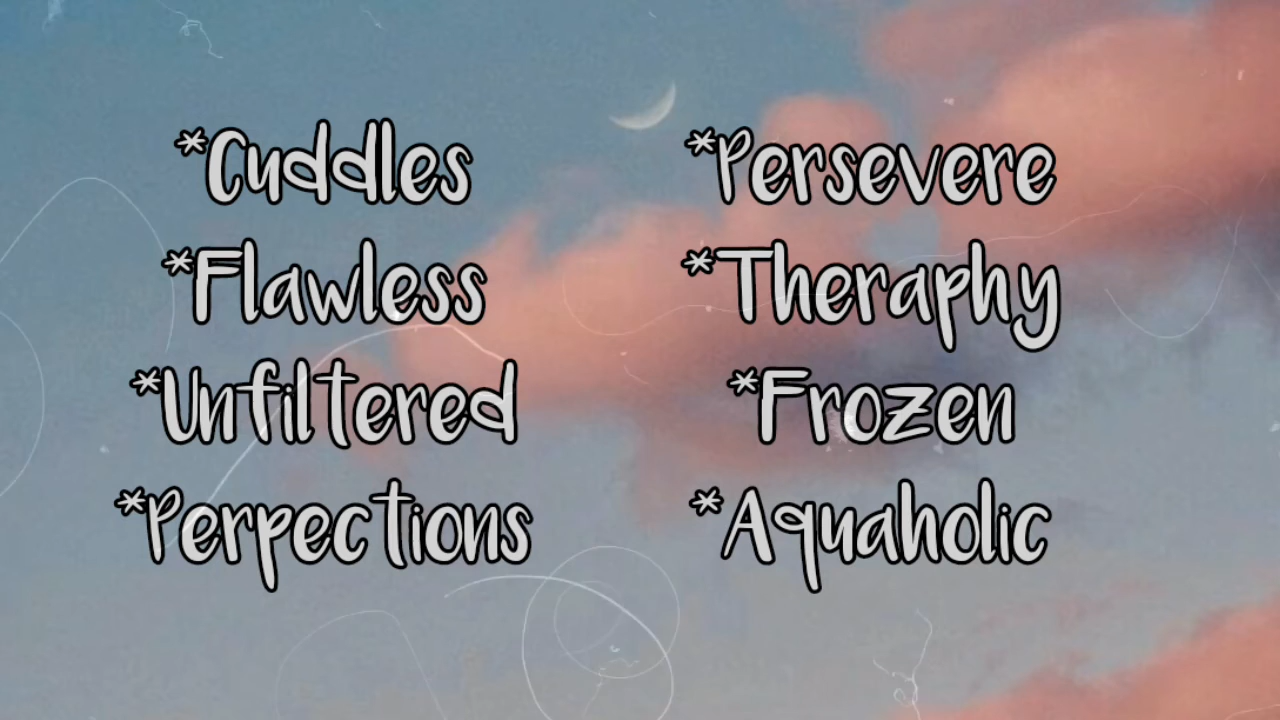 *Cuddles
*Flawless
*Unfiltered
*Perpections
*Persevere
*Theraphy
*Frozen
*Aquaholic